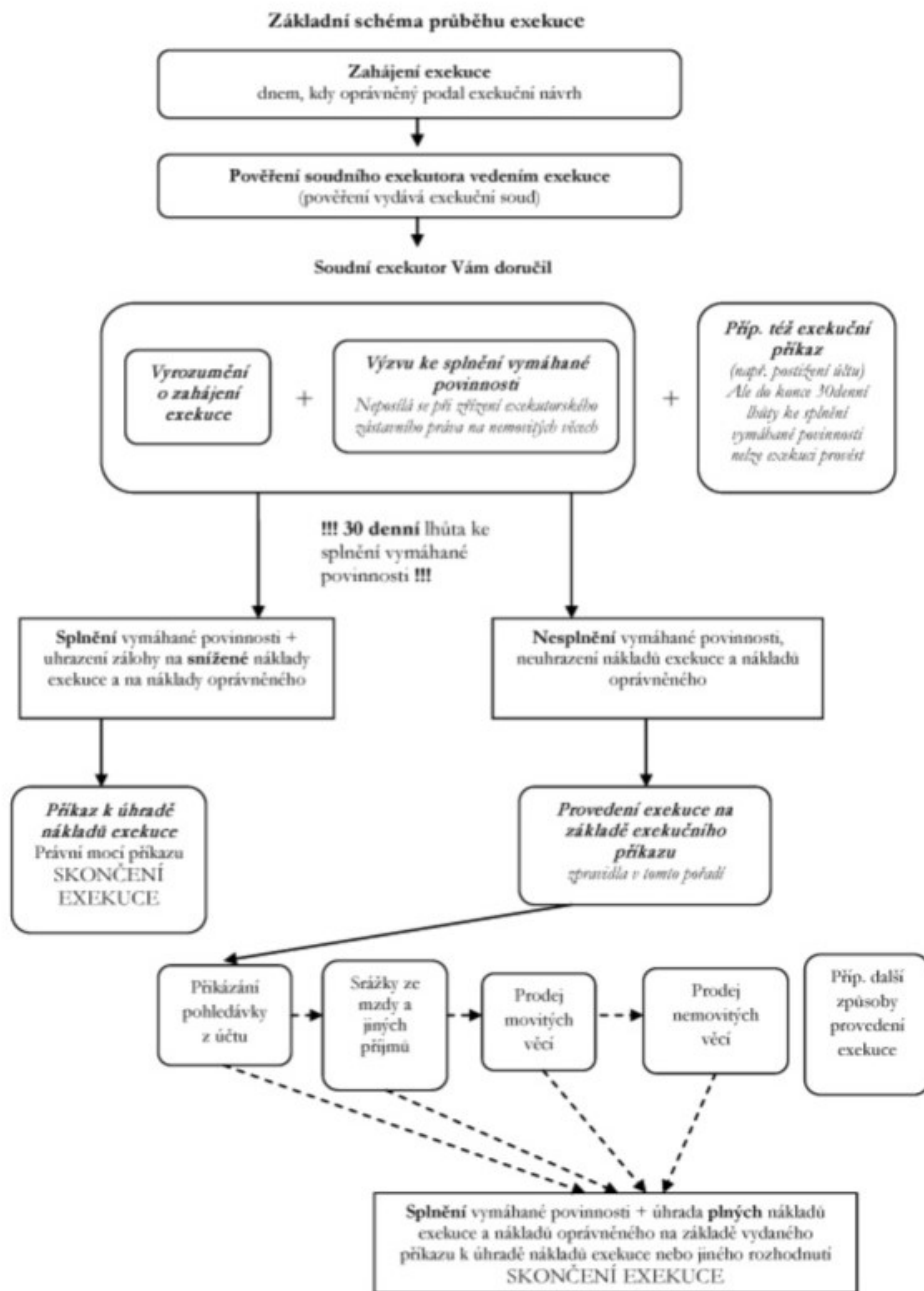 Základní schéma průběhu exekuce
Zahájení exekuce
dnem, kdy oprávněný podal exekuční návrh
Pověření soudního exekutora vedením exekuce
(pověření vydává exekuční soud)
Soudní exekutor Vám doručil
Vyrozumění
o zahájení
exekuce
+
Výzvu ke splnění vymáhané
povinnosti
Neposílá se při zřízení exekutorského
zástavního práva na nemovitých věcech
+
Příp. též exekuční
příkaz
(např. postižení účtu)
Ale do konce 30denní
lhůty ke splnění
vymáhané povinnosti
nelze exekuci provést
!!! 30 denní lhůta ke
splnění vymáhané
povinnosti !!!
Splnění vymáhané povinnosti +
uhrazení zálohy na snížené náklady
exekuce a na náklady oprávněného
Nesplnění vymáhané povinnosti,
neuhrazení nákladů exekuce a nákladů
oprávněného
Příkaz k úhradě
nákladů exekuce
Právní mocí příkazu
SKONČENÍ
EXEKUCE
Provedení exekuce na
základě exekučního
příkazu
zpravidla v tomto pořadí
Přikázání
pohledávky
z účtu
Srážky ze
mzdy a
jiných
příjmů
Prodej
movitých
věcí
Prodej
nemovitých
věcí
Příp. další
způsoby
provedení
exekuce
Splnění vymáhané povinnosti + úhrada plných nákladů
exekuce a nákladů oprávněného na základě vydaného
příkazu k úhradě nákladů exekuce nebo jiného rozhodnutí
SKONČENÍ EXEKUCE